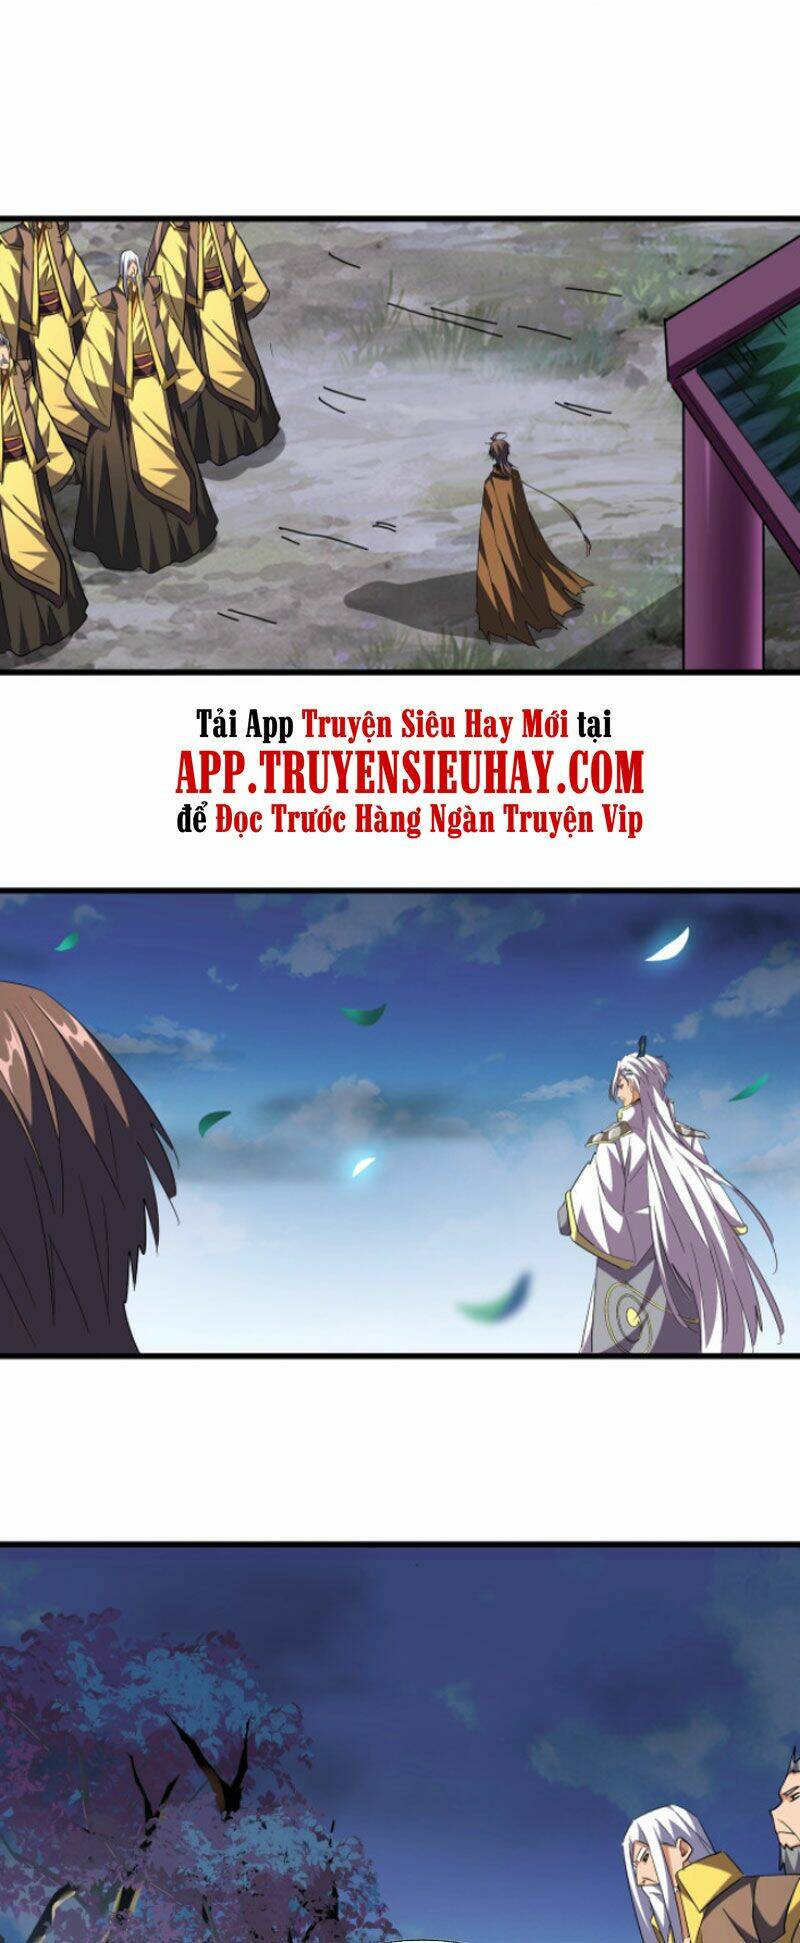 Tải App Truyện Siêu Hay Mới tại
APP.TRUYENSIEUHAY.COM
để Đọc Trước Hàng Ngàn Truyện Vip